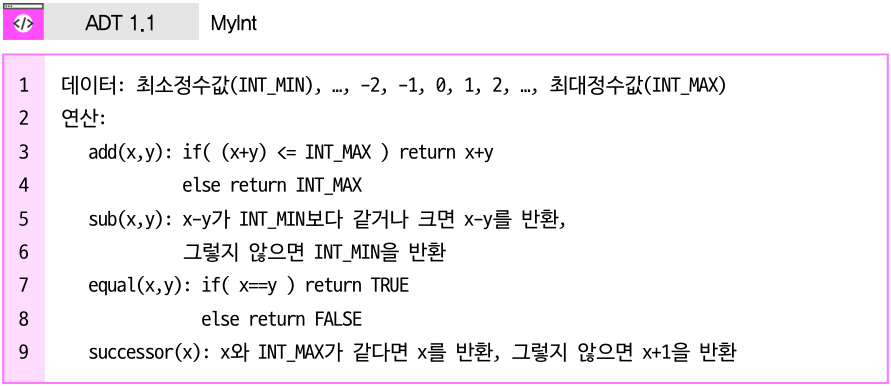 </> ADT 1.1 MyInt
1 데이터: 최소정수값(INT_MIN), …, -2, -1, 0, 1, 2, …, 최대정수값(INT_MAX)
2 연산:
3 add(x,y): if( (x+y) <= INT_MAX ) return x+y
4 else return INT_MAX
5 sub(x,y): x-y가 INT_MIN보다 같거나 크면 x-y를 반환,
6 그렇지 않으면 INT_MIN을 반환
7 equal(x,y): if( x==y ) return TRUE
8 else return FALSE
9 successor(x): x와 INT_MAX가 같다면 x를 반환, 그렇지 않으면 x+1을 반환